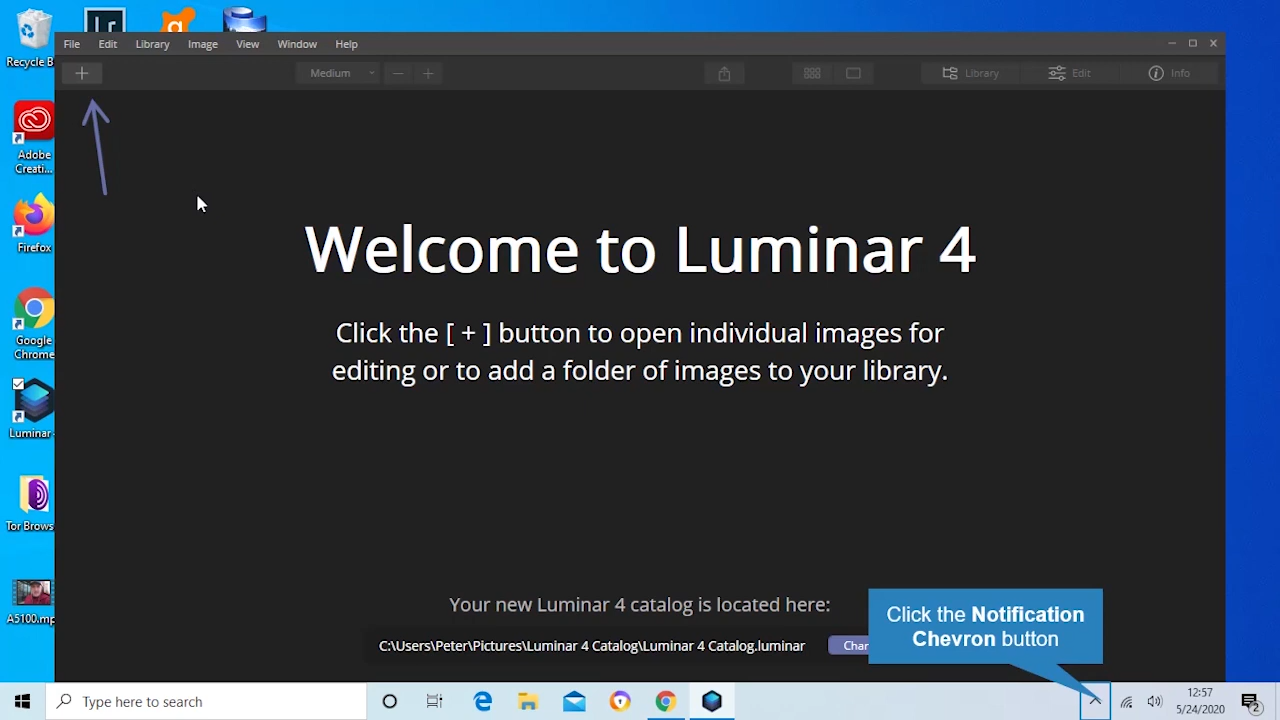 Lr
Recycle B
File Edit Library Image View Window Help
Medium
Library Edit Info
Adobe
Creati...
Firefox
Welcome to Luminar 4
Google
Chrome
Click the [ + ] button to open individual images for
editing or to add a folder of images to your library.
Luminar
Tor Brows
A5100.mp
Your new Luminar 4 catalog is located here:
C:\Users\Peter\Pictures\Luminar 4 Catalog\Luminar 4 Catalog.luminar
Char
Click the Notification
Chevron button
Type here to search
12:57
5/24/2020
2